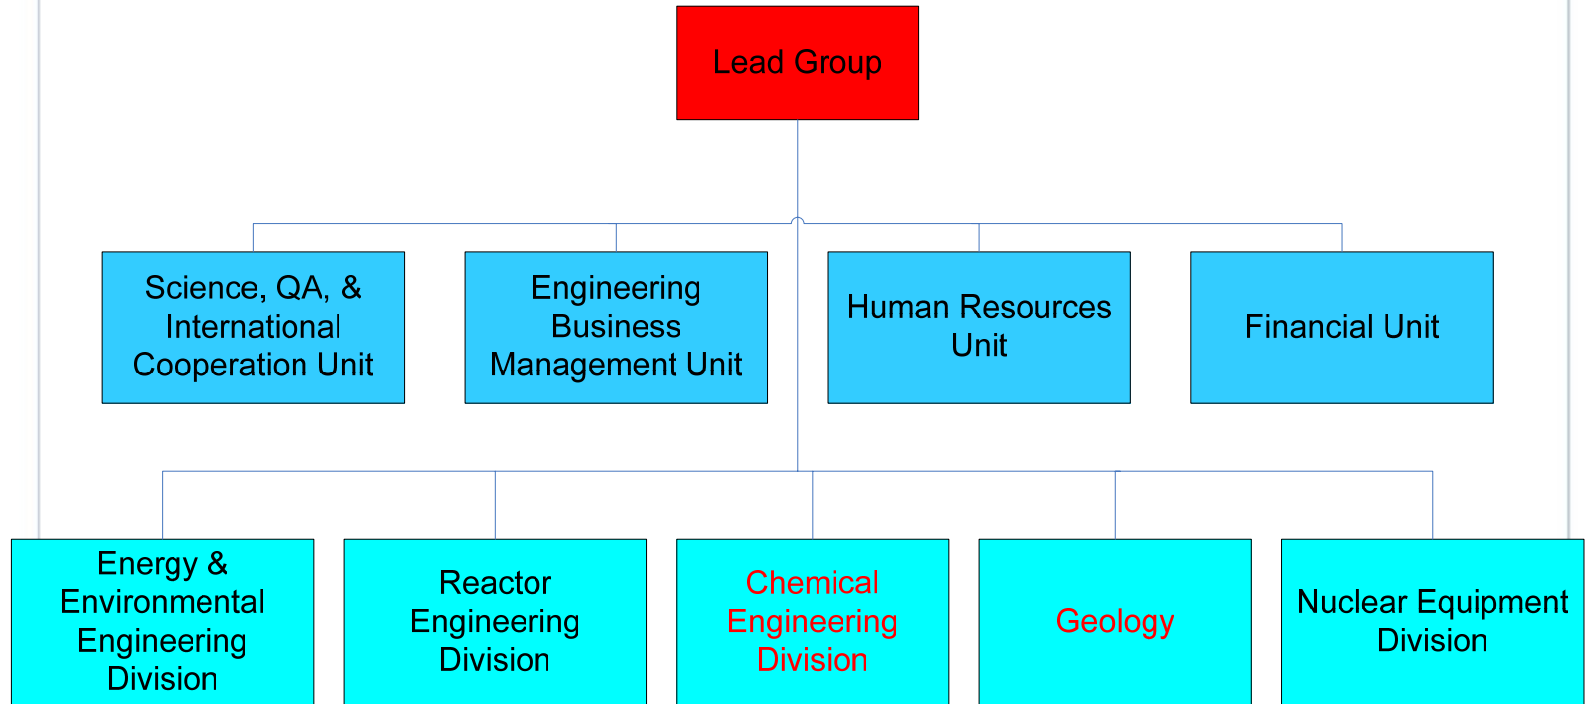 Lead Group
Science, QA, &
International
Cooperation Unit
Engineering
Business
Management Unit
Human Resources
Unit
Financial Unit
Energy &
Environmental
Engineering
Division
Reactor
Engineering
Division
Chemical
Engineering
Division
Geology
Nuclear Equipment
Division